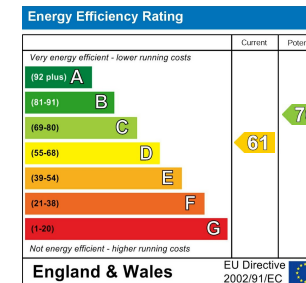 Energy Efficiency Rating
Current
Very energy efficient - lower running costs
(92 plus) A
(81-91) B
(69-80) C
(55-68) D
(39-54) E
(21-38) F
(1-20) G
61
Not energy efficient - higher running costs
England & Wales
EU Directive
2002/91/EC